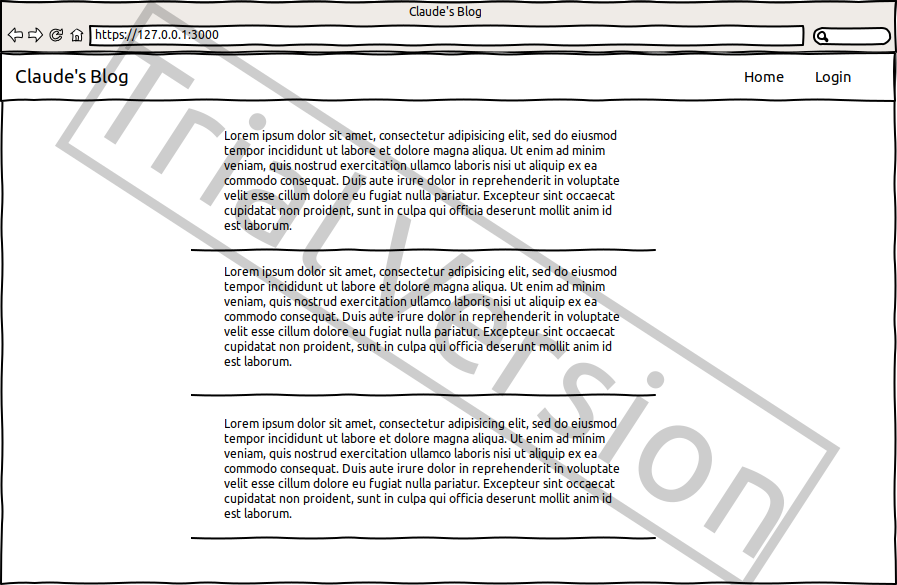 Claude's Blog
https://127.0.0.1:3000
Claude's Blog
Home
Login
Lorem ipsum dolor sit amet, consectetur adipisicing elit, sed do eiusmod
tempor incididunt ut labore et dolore magna aliqua. Ut enim ad minim
veniam, quis nostrud exercitation ullamco laboris nisi ut aliquip ex ea
commodo consequat. Duis aute irure dolor in reprehenderit in voluptate
velit esse cillum dolore eu fugiat nulla pariatur. Excepteur sint occaecat
cupidatat non proident, sunt in culpa qui officia deserunt mollit anim id
est laborum.
Lorem ipsum dolor sit amet, consectetur adipisicing elit, sed do eiusmod
tempor incididunt ut labore et dolore magna aliqua. Ut enim ad minim
veniam, quis nostrud exercitation ullamco laboris nisi ut aliquip ex ea
commodo consequat. Duis aute irure dolor in reprehenderit in voluptate
velit esse cillum dolore eu fugiat nulla pariatur. Excepteur sint occaecat
cupidatat non proident, sunt in culpa qui officia deserunt mollit anim id
est laborum.
Lorem ipsum dolor sit amet, consectetur adipisicing elit, sed do eiusmod
tempor incididunt ut labore et dolore magna aliqua. Ut enim ad minim
veniam, quis nostrud exercitation ullamco laboris nisi ut aliquip ex ea
commodo consequat. Duis aute irure dolor in reprehenderit in voluptate
velit esse cillum dolore eu fugiat nulla pariatur. Excepteur sint occaecat
cupidatat non proident, sunt in culpa qui officia deserunt mollit anim id
est laborum.
Trial Version